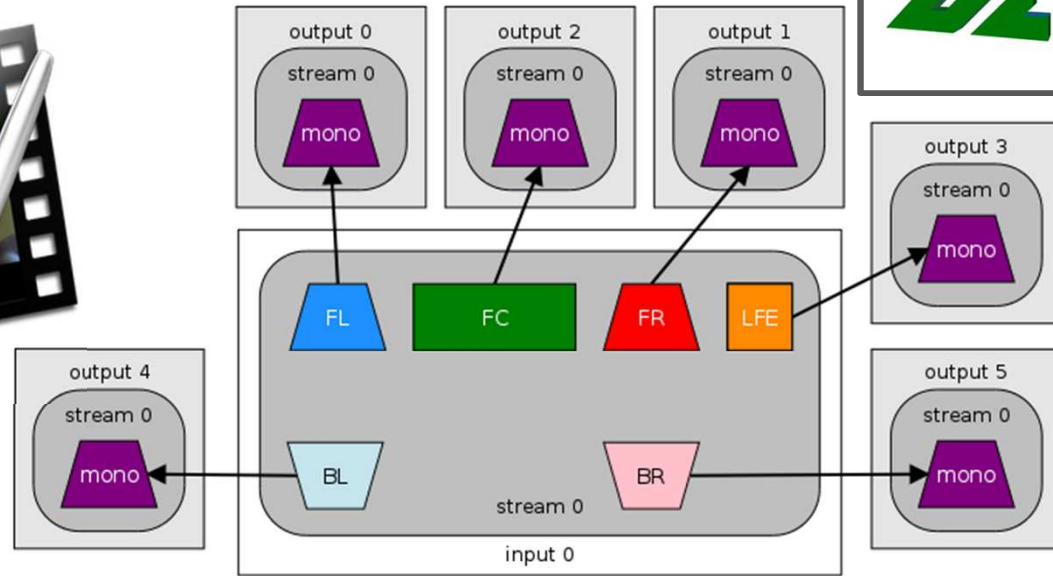 output 0
stream 0
mono
output 2
stream 0
mono
output 1
stream 0
mono
output 3
stream 0
mono
FL
FC
FR
LFE
output 4
stream 0
mono
BL
BR
stream 0
input 0
output 5
stream 0
mono